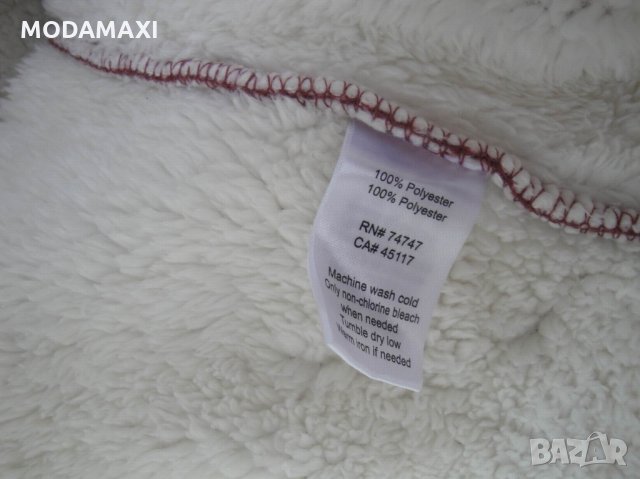 MODAMAXI
100% Polyester
100% Polyester
RN# 74747
CA# 45117
Machine wash cold
Only non-chlorine bleach
when needed
Tumble dry low
Warm iron if needed
BAZAR